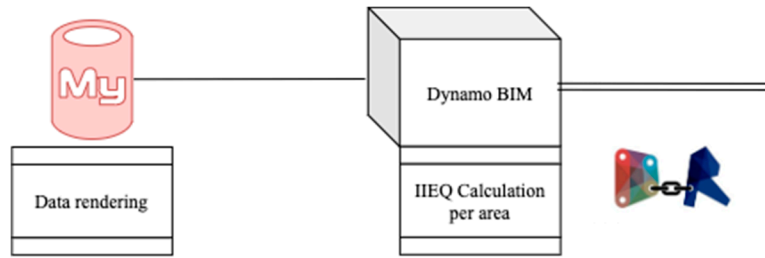 My
Dynamo BIM
Data rendering
IIEQ Calculation
per area